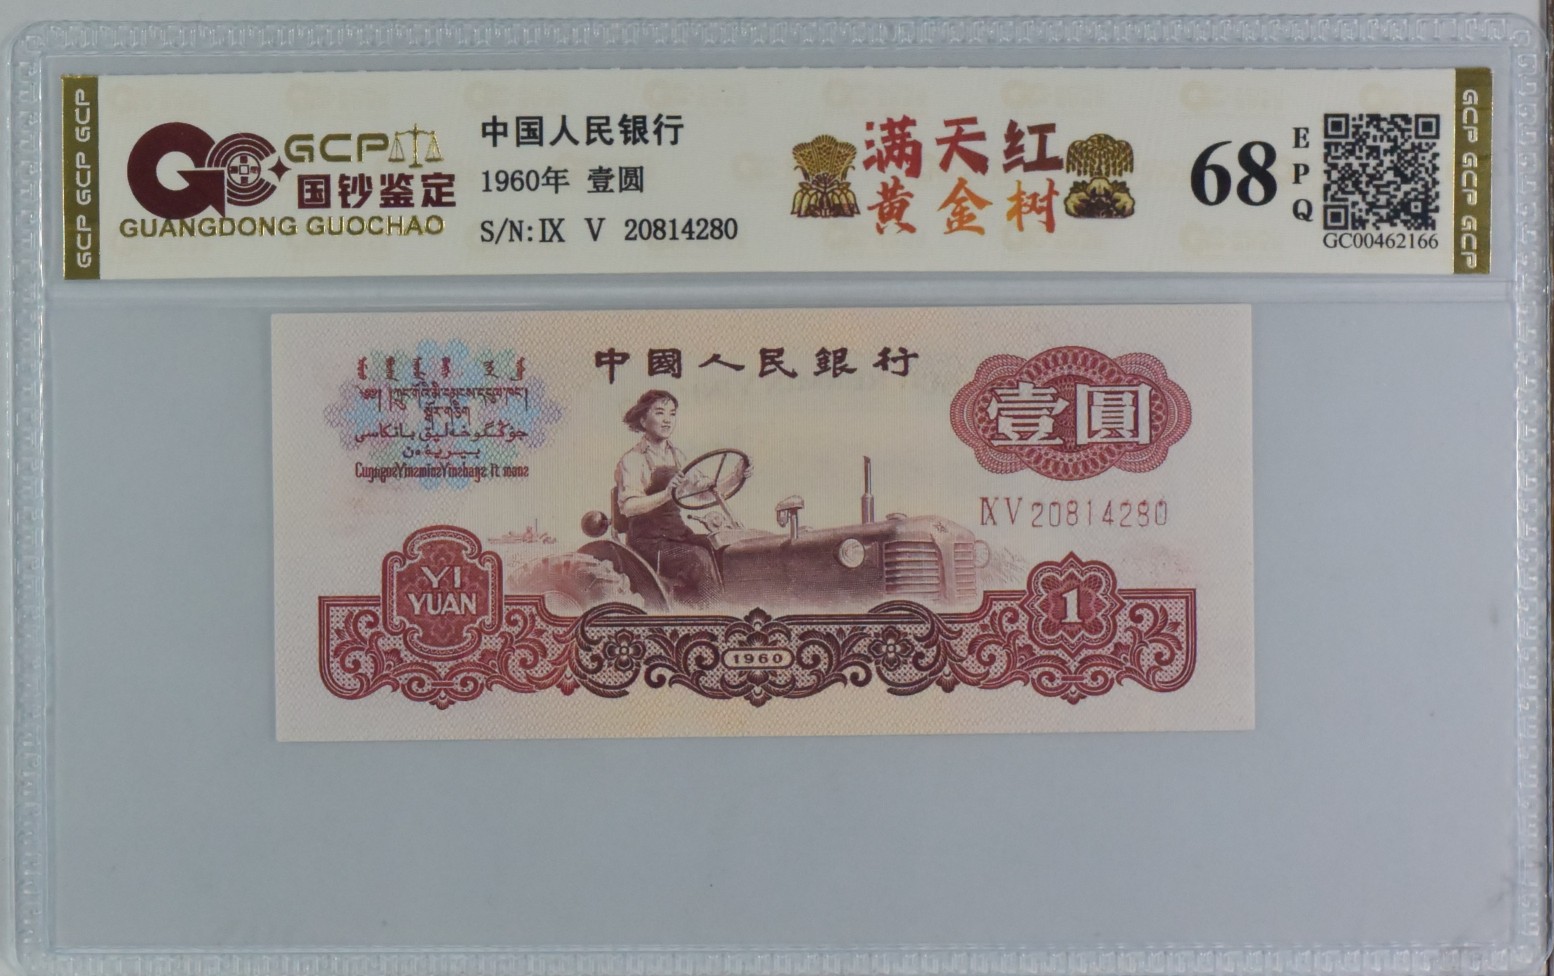 GCP GCP GCP
GCP
国钞鉴定
GUANGDONG GUOCHAO
中国人民银行
1960年 壹圆
S/N: IX V 20814280
满天红
黄金树
68
EPQ
GC00462166
GCP GCP GCP
中國人民銀行
壹圓
IX V 20814280
YI
YUAN
1960
1